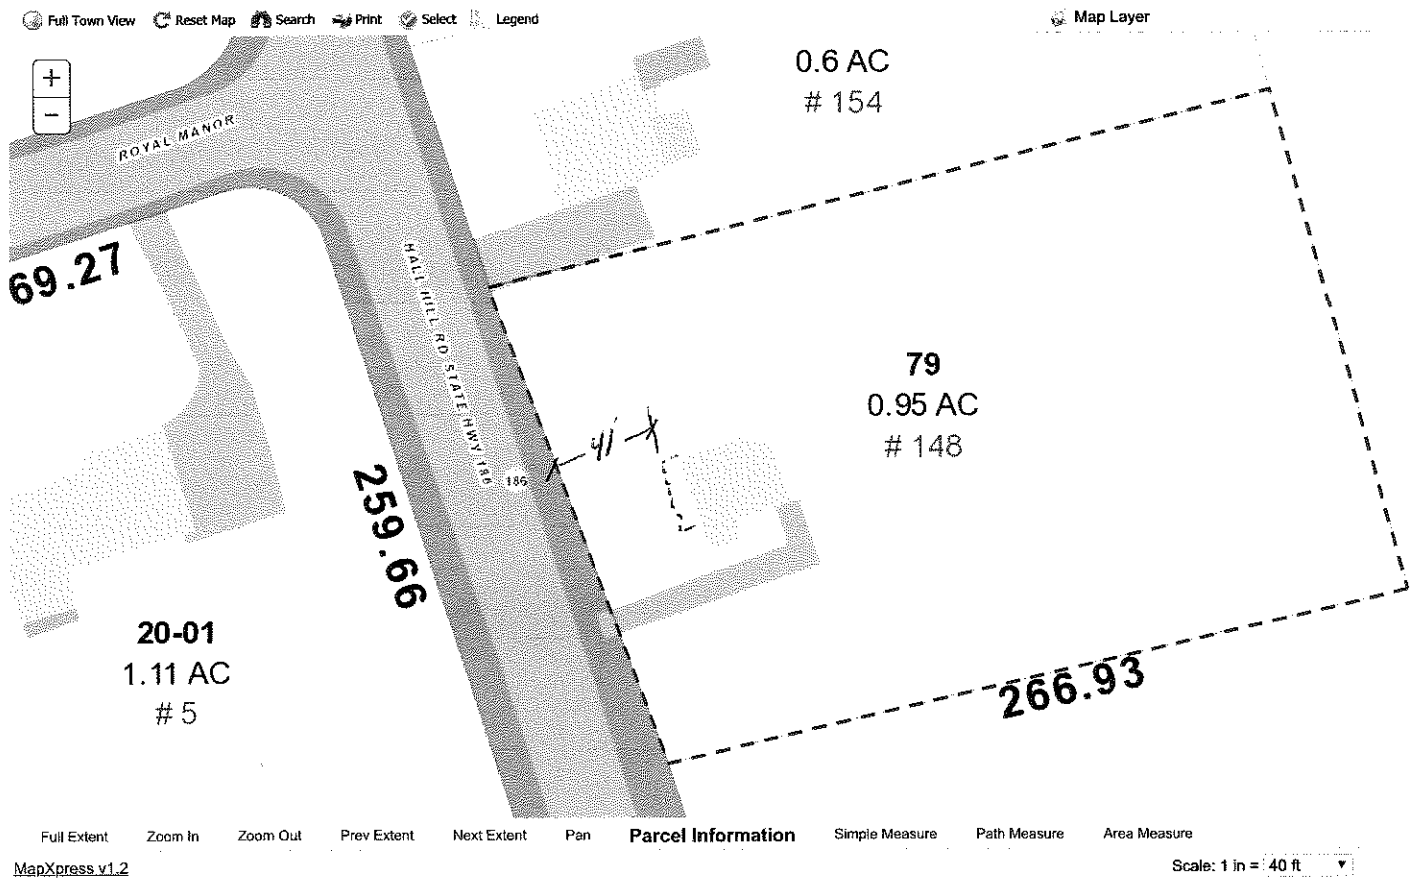 Full Town View Reset Map Search Print Select Legend Map Layer
+
−
0.6 AC
# 154
ROYAL MANOR
69.27
HALL HILL RD STATE HWY 186
186
79
0.95 AC
# 148
41'
259.66
20-01
1.11 AC
# 5
266.93
Full Extent Zoom In Zoom Out Prev Extent Next Extent Pan Parcel Information Simple Measure Path Measure Area Measure
MapXpress v1.2
Scale: 1 in = 40 ft